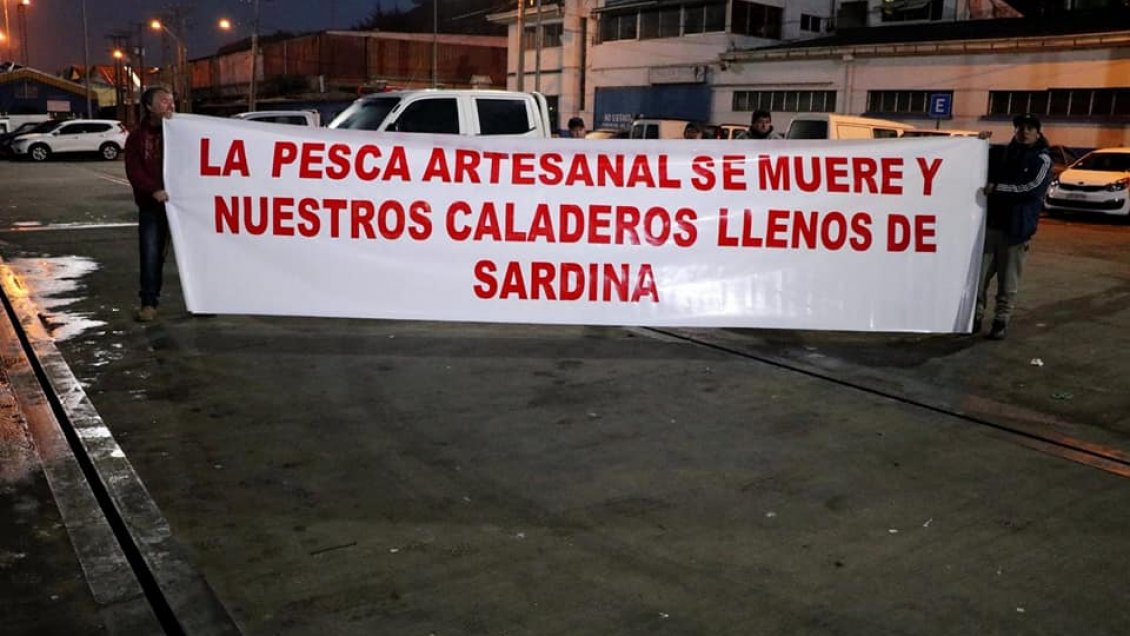 LA PESCA ARTESANAL SE MUERE Y
NUESTROS CALADEROS LLENOS DE
SARDINA
E